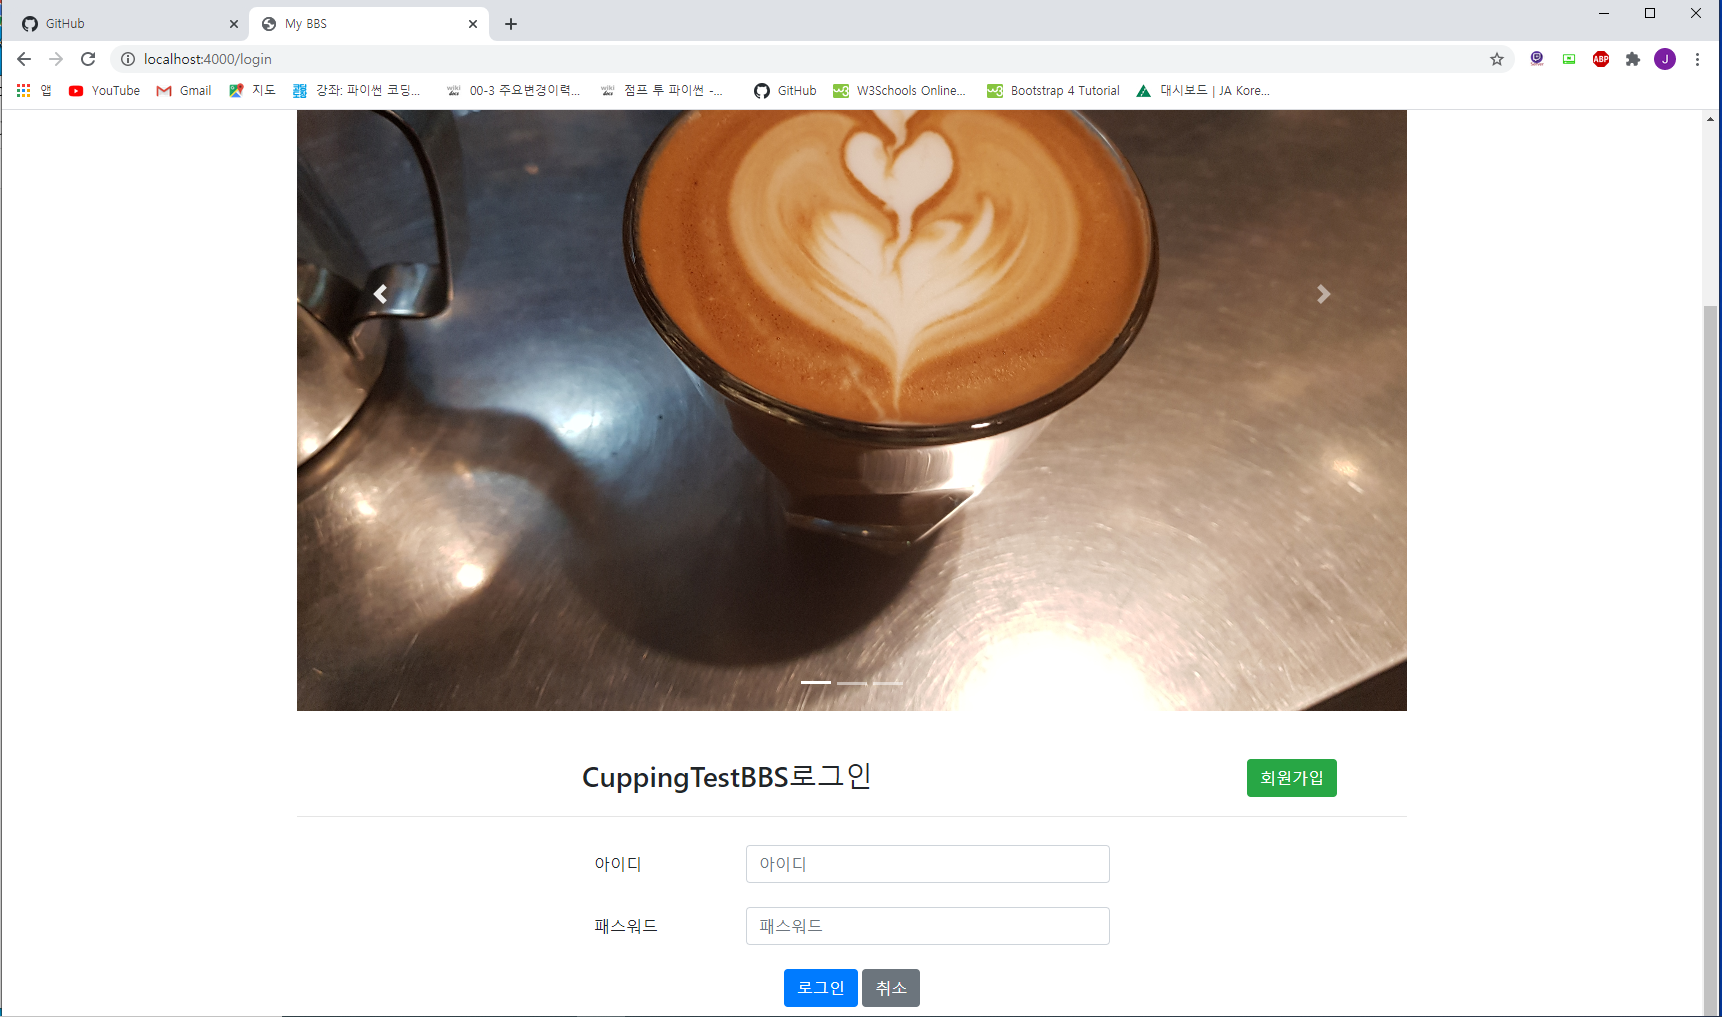 GitHub
My BBS
localhost:4000/login
ABP
J
앱
YouTube
Gmail
지도
강좌: 파이썬 코딩...
00-3 주요변경이력...
점프 투 파이썬 -...
GitHub
W3Schools Online...
Bootstrap 4 Tutorial
대시보드 | JA Kore...
CuppingTestBBS로그인
회원가입
아이디
아이디
패스워드
패스워드
로그인 취소